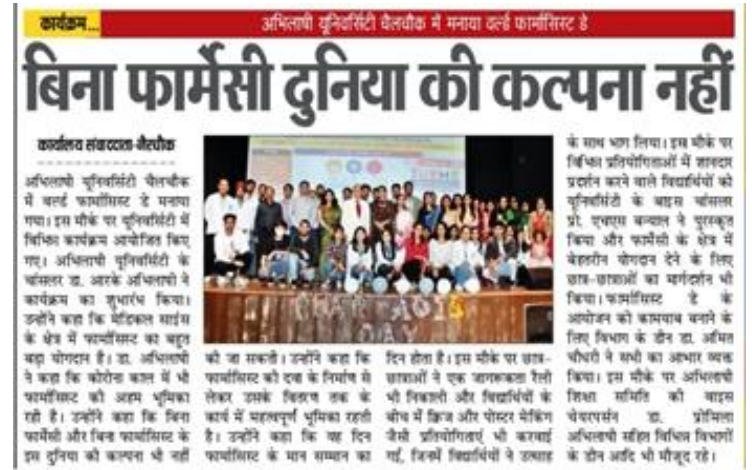 कार्यक्रम...
अभिलाषी यूनिवर्सिटी चैलचौक में मनाया वर्ल्ड फार्मासिस्ट डे
बिना फार्मेसी दुनिया की कल्पना नहीं
कार्यालय संवाददाता-नेरचौक
अभिलाषी यूनिवर्सिटी चैलचौक
में वर्ल्ड फार्मासिस्ट डे मनाया
गया। इस मौके पर यूनिवर्सिटी में
विभिन्न कार्यक्रम आयोजित किए
गए। अभिलाषी यूनिवर्सिटी के
चांसलर डा. आरके अभिलाषी ने
कार्यक्रम का शुभारंभ किया।
उन्होंने कहा कि मेडिकल साइंस
के क्षेत्र में फार्मासिस्ट का बहुत
बड़ा योगदान है। डा. अभिलाषी
ने कहा कि कोरोना काल में भी
फार्मासिस्ट की अहम भूमिका
रही है। उन्होंने कहा कि बिना
फार्मेसी और बिना फार्मासिस्ट के
इस दुनिया की कल्पना भी नहीं
की जा सकती। उन्होंने कहा कि
फार्मासिस्ट की दवा के निर्माण से
लेकर उसके वितरण तक के
कार्य में महत्वपूर्ण भूमिका रहती
है। उन्होंने कहा कि यह दिन
फार्मासिस्ट के मान सम्मान का
दिन होता है। इस मौके पर छात्र-
छात्राओं ने एक जागरूकता रैली
भी निकाली और विद्यार्थियों के
बीच में क्विज और पोस्टर मेकिंग
जैसी प्रतियोगिताएं भी करवाई
गईं, जिनमें विद्यार्थियों ने उत्साह
के साथ भाग लिया। इस मौके पर
विभिन्न प्रतियोगिताओं में शानदार
प्रदर्शन करने वाले विद्यार्थियों को
यूनिवर्सिटी के वाइस चांसलर
प्रो. एचएस बन्याल ने पुरस्कृत
किया और फार्मेसी के क्षेत्र में
बेहतरीन योगदान देने के लिए
छात्र-छात्राओं का मार्गदर्शन भी
किया। फार्मासिस्ट डे के
आयोजन को कामयाब बनाने के
लिए विभाग के डीन डा. अमित
चौधरी ने सभी का आभार व्यक्त
किया। इस मौके पर अभिलाषी
शिक्षा समिति की वाइस
चेयरपर्सन डा. प्रोमिला
अभिलाषी सहित विभिन्न विभागों
के डीन आदि भी मौजूद रहे।
DAY